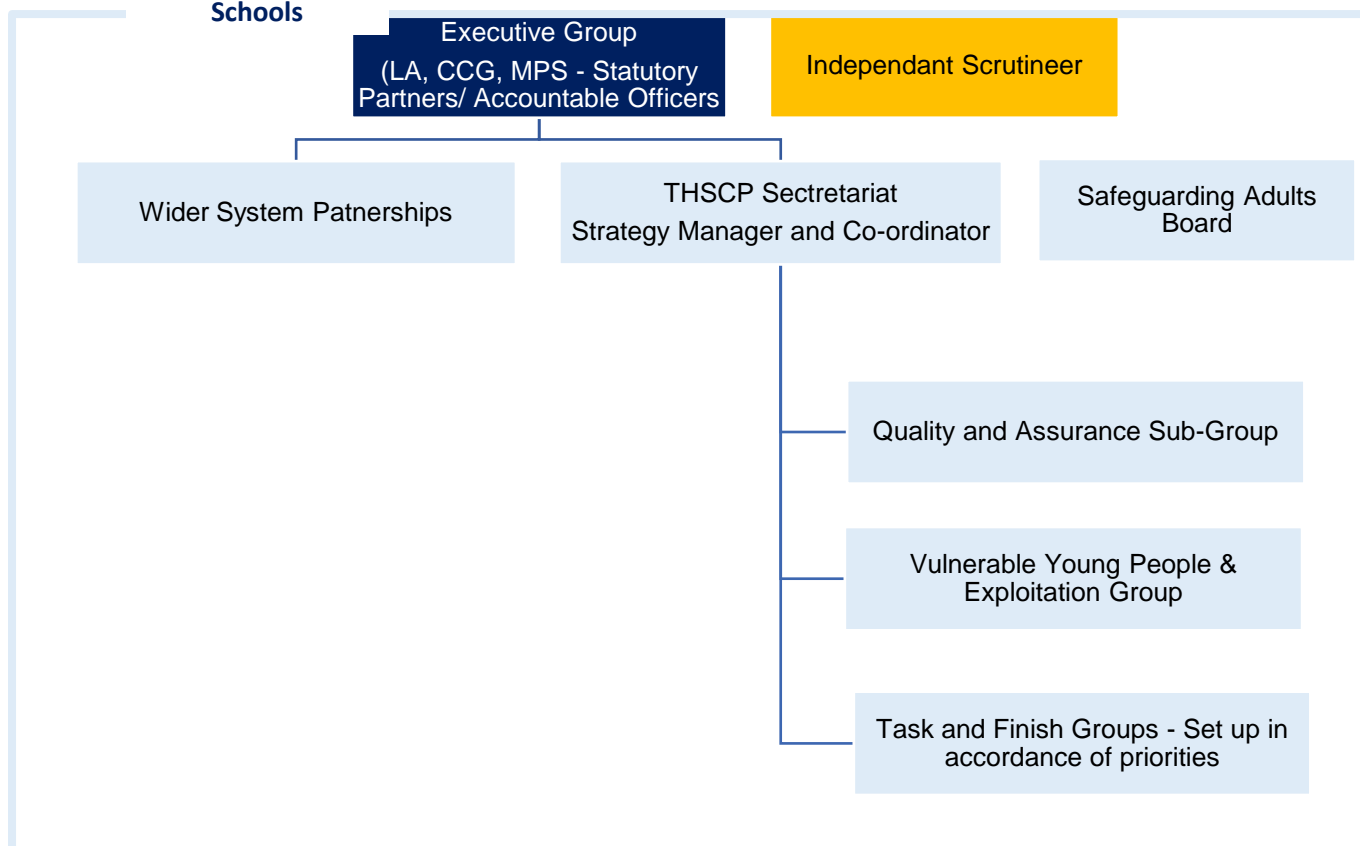 Schools
Executive Group
(LA, CCG, MPS - Statutory
Partners/ Accountable Officers
Independant Scrutineer
Wider System Patnerships
THSCP Sectretariat
Strategy Manager and Co-ordinator
Safeguarding Adults
Board
Quality and Assurance Sub-Group
Vulnerable Young People &
Exploitation Group
Task and Finish Groups - Set up in
accordance of priorities